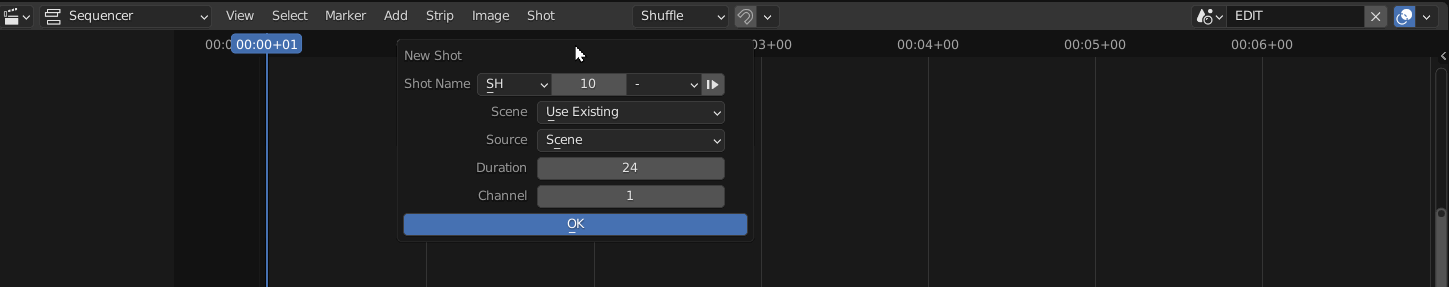 Sequencer View Select Marker Add Strip Image Shot Shuffle EDIT
00:00+01 03+00 00:04+00 00:05+00 00:06+00
New Shot
Shot Name SH 10 -
Scene Use Existing
Source Scene
Duration 24
Channel 1
OK